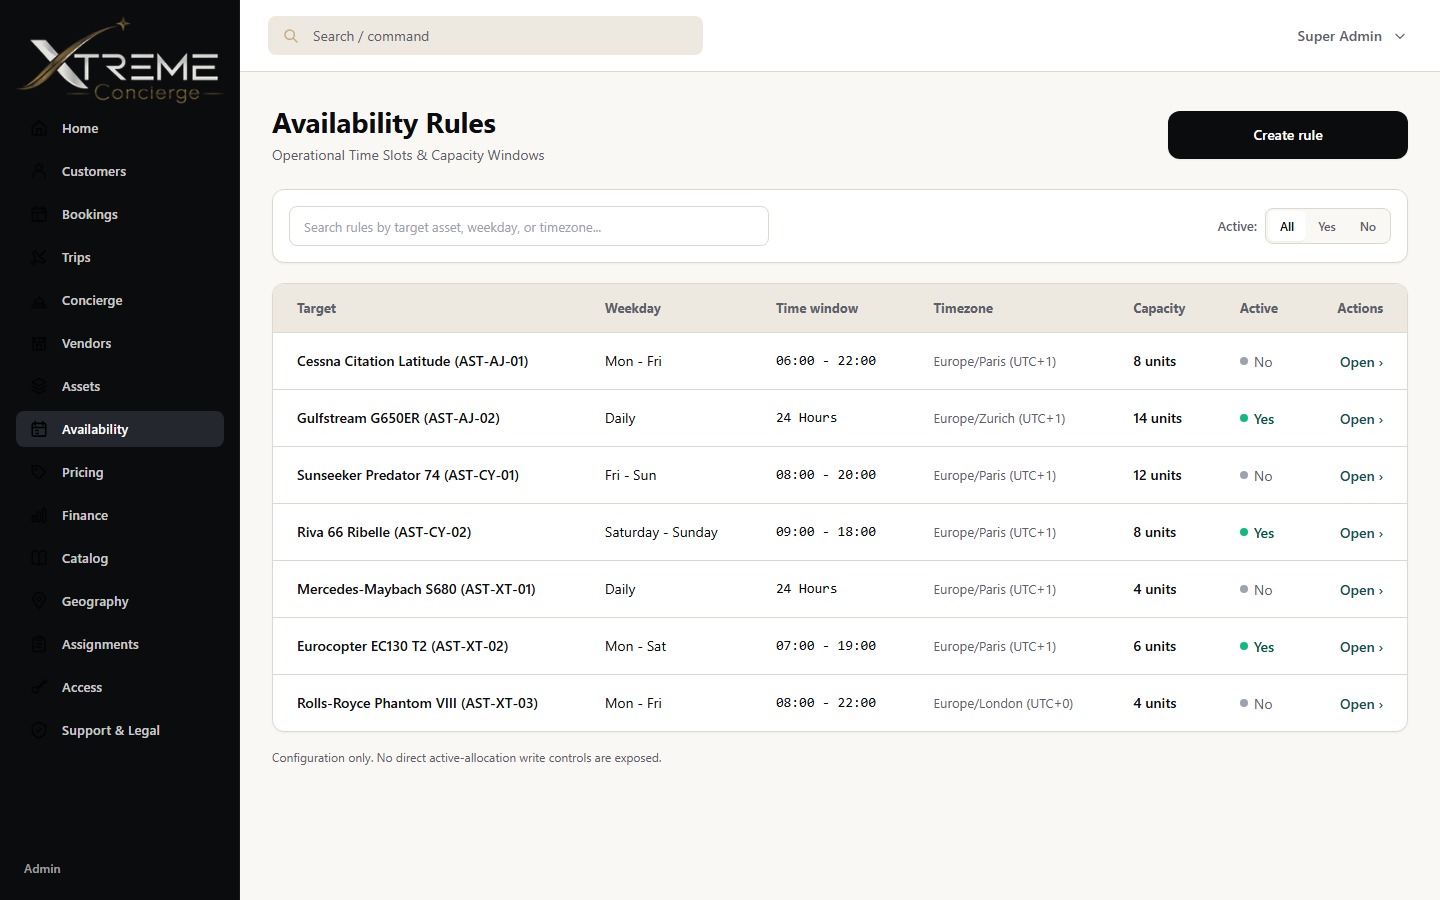 XTREME
Concierge
Search / command
Super Admin
Home
Customers
Bookings
Trips
Concierge
Vendors
Assets
Availability
Pricing
Finance
Catalog
Geography
Assignments
Access
Support & Legal
Admin
Availability Rules
Operational Time Slots & Capacity Windows
Create rule
Search rules by target asset, weekday, or timezone...
Active: All Yes No
Target Weekday Time window Timezone Capacity Active Actions
Cessna Citation Latitude (AST-AJ-01) Mon - Fri 06:00 - 22:00 Europe/Paris (UTC+1) 8 units No Open ›
Gulfstream G650ER (AST-AJ-02) Daily 24 Hours Europe/Zurich (UTC+1) 14 units Yes Open ›
Sunseeker Predator 74 (AST-CY-01) Fri - Sun 08:00 - 20:00 Europe/Paris (UTC+1) 12 units No Open ›
Riva 66 Ribelle (AST-CY-02) Saturday - Sunday 09:00 - 18:00 Europe/Paris (UTC+1) 8 units Yes Open ›
Mercedes-Maybach S680 (AST-XT-01) Daily 24 Hours Europe/Paris (UTC+1) 4 units No Open ›
Eurocopter EC130 T2 (AST-XT-02) Mon - Sat 07:00 - 19:00 Europe/Paris (UTC+1) 6 units Yes Open ›
Rolls-Royce Phantom VIII (AST-XT-03) Mon - Fri 08:00 - 22:00 Europe/London (UTC+0) 4 units No Open ›
Configuration only. No direct active-allocation write controls are exposed.